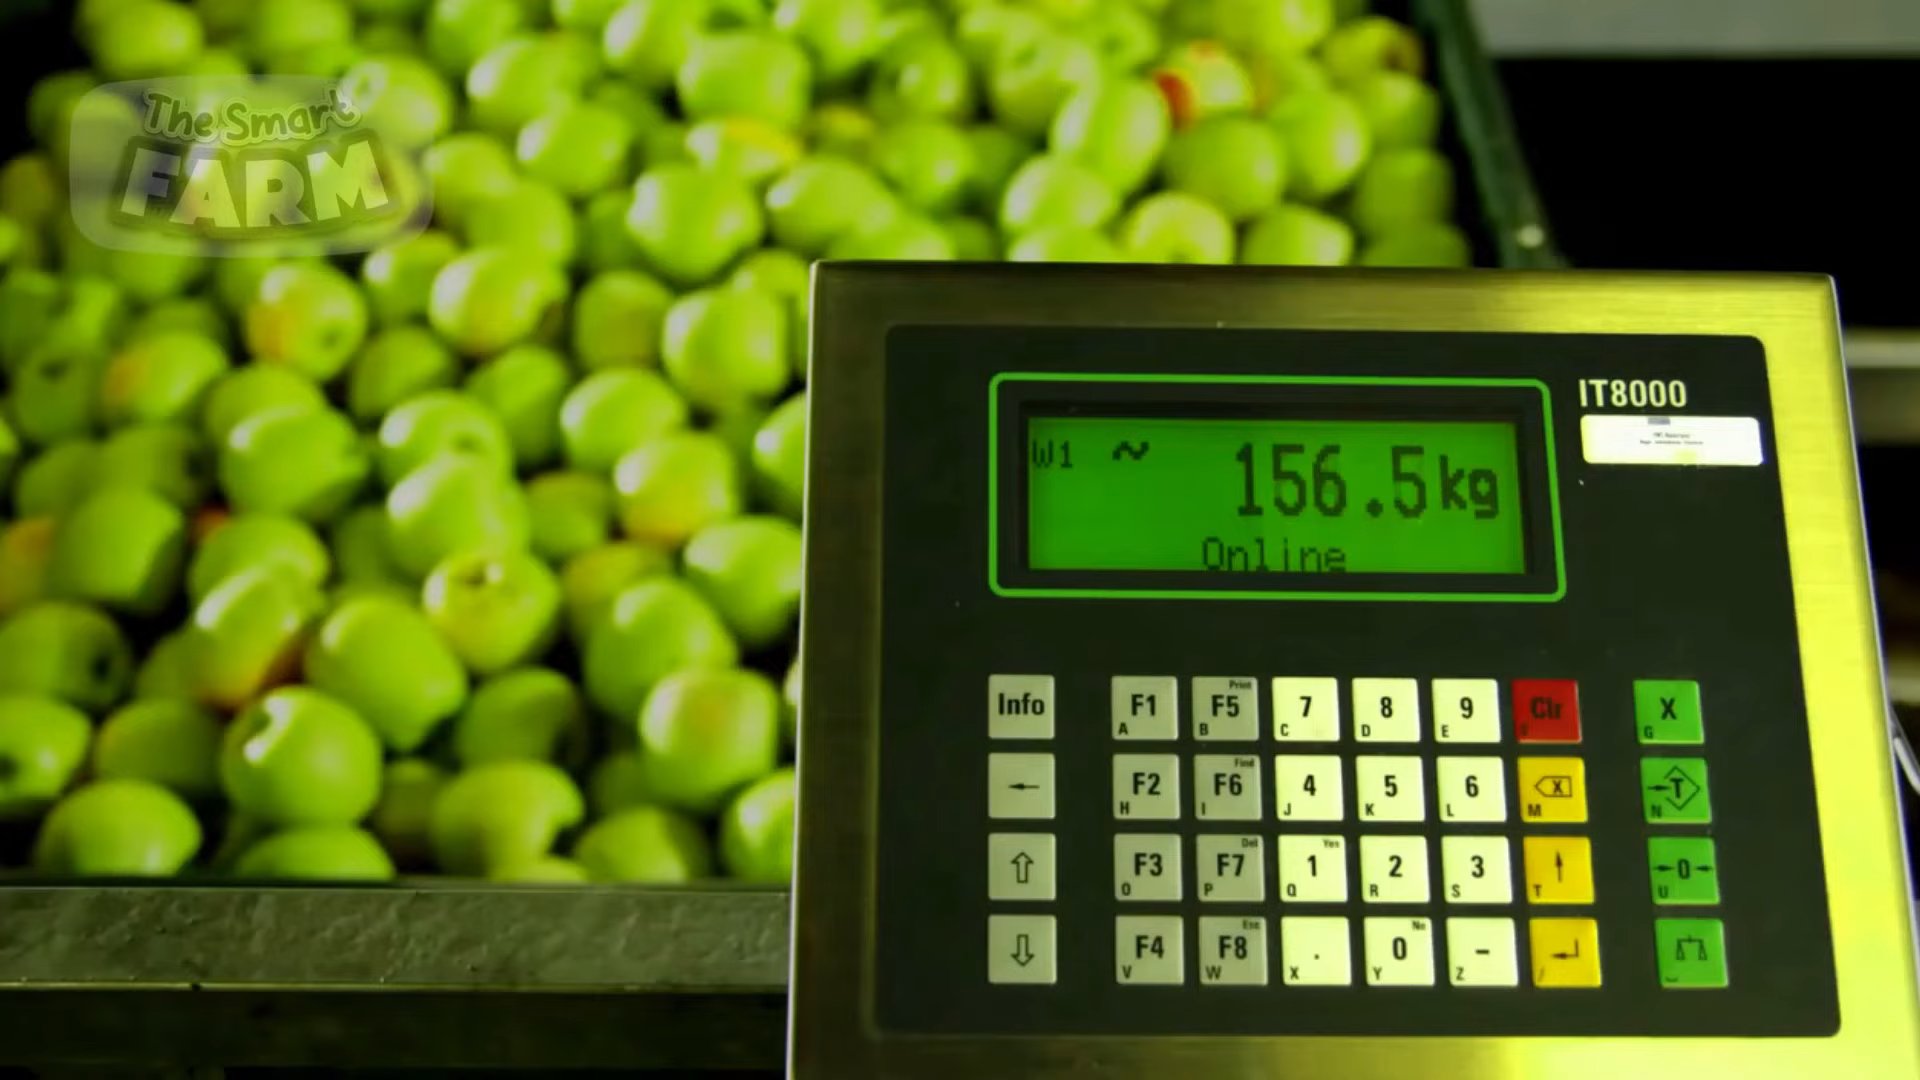 The Smart
FARM
IT8000
W1 ~ 156.5kg
Online
Info
F1 A
Print F5 B
7 C
8 D
9 E
Clr
X G
←
F2 H
Find F6 I
4 J
5 K
6 L
X M
T N
⇧
F3 O
Del F7 P
Yes 1 Q
2 R
3 S
↑ T
→0← U
⇩
F4 V
Esc F8 W
. X
No 0 Y
- Z
↵ /